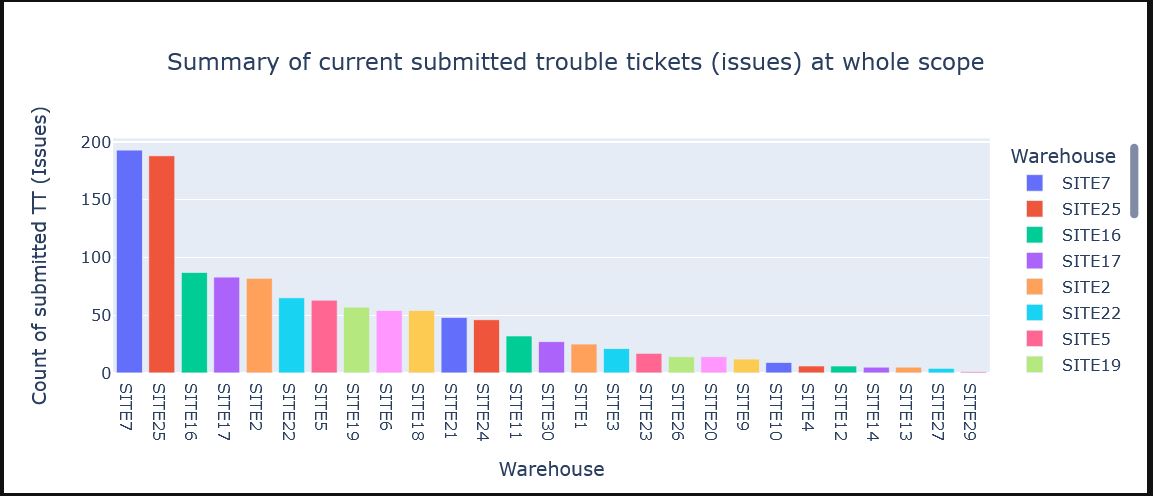 Summary of current submitted trouble tickets (issues) at whole scope
Count of submitted TT (Issues)
200
150
100
50
0
SITE7
SITE25
SITE16
SITE17
SITE2
SITE22
SITE5
SITE19
SITE6
SITE18
SITE21
SITE24
SITE11
SITE30
SITE1
SITE3
SITE23
SITE26
SITE20
SITE9
SITE10
SITE4
SITE12
SITE14
SITE13
SITE27
SITE29
Warehouse
Warehouse
SITE7
SITE25
SITE16
SITE17
SITE2
SITE22
SITE5
SITE19